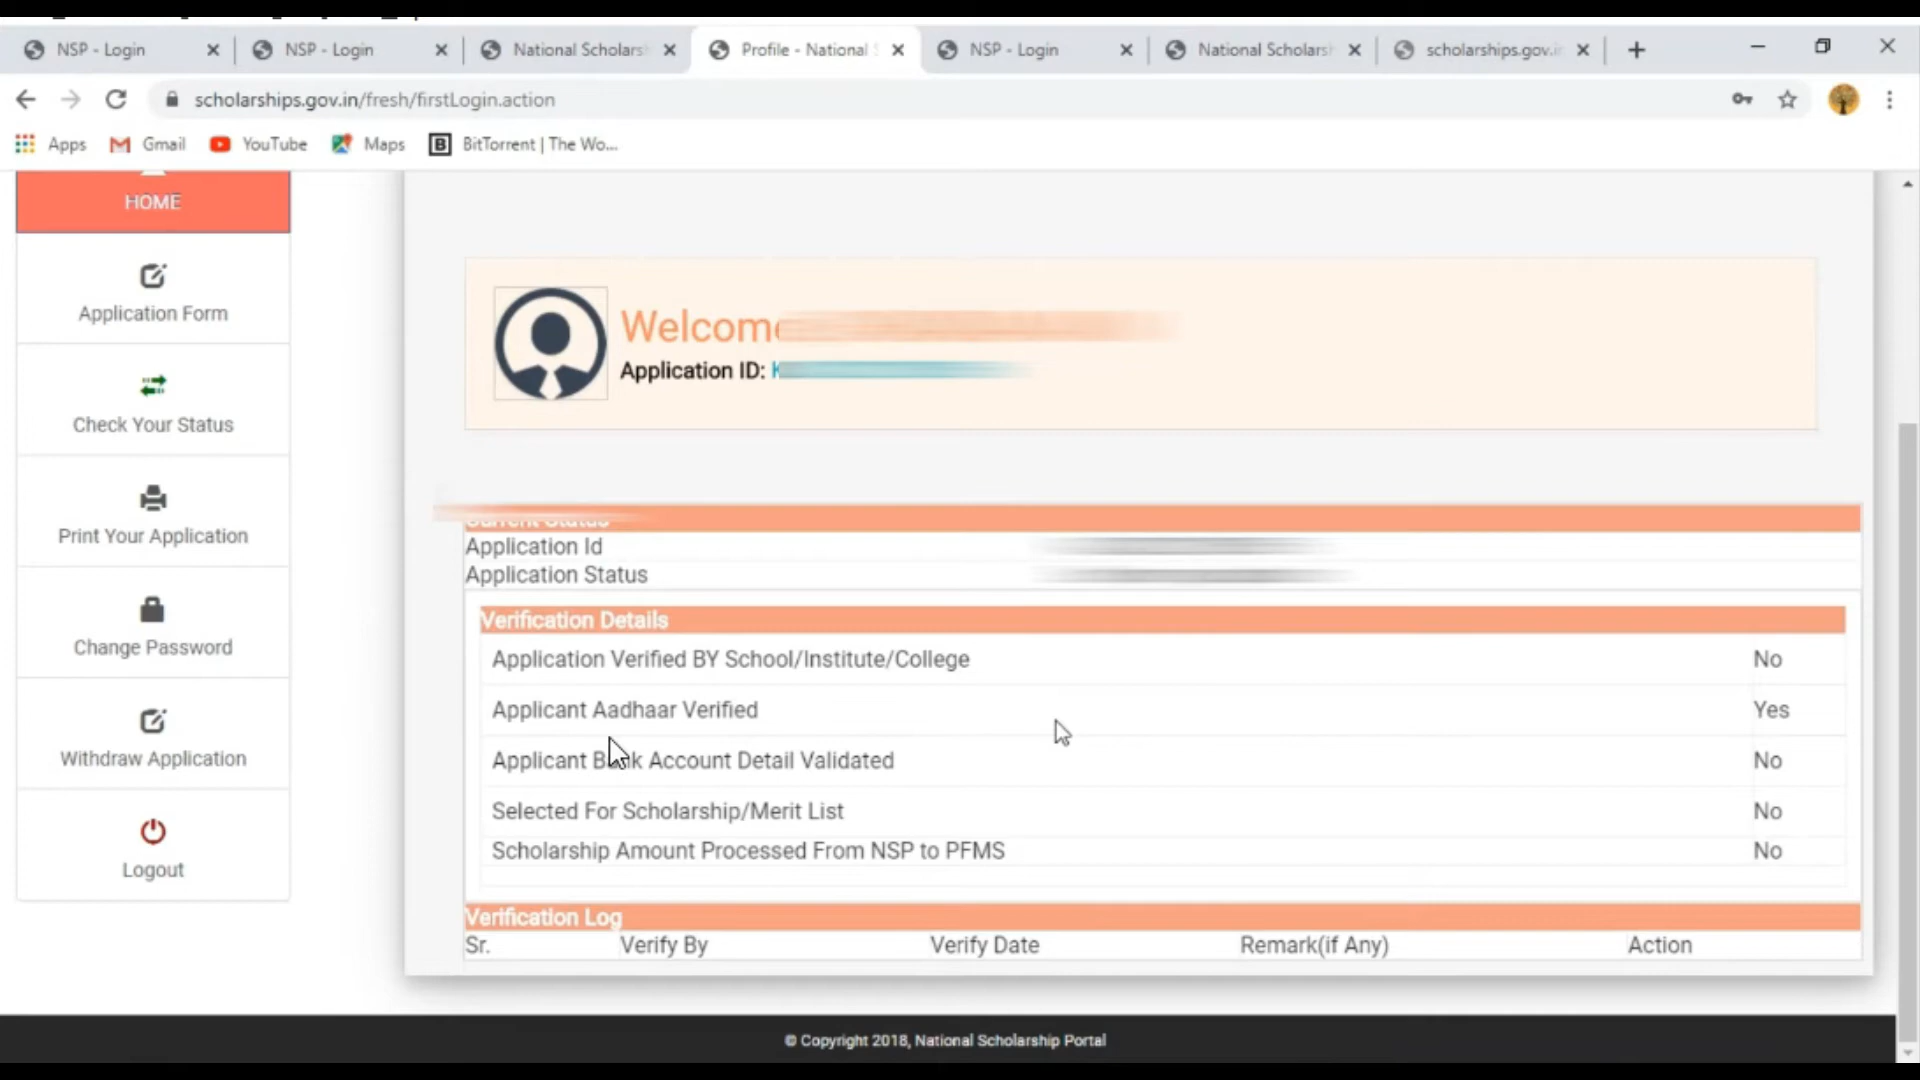 NSP - Login
NSP - Login
National Scholars
Profile - National
NSP - Login
National Scholars
scholarships.gov.i
scholarships.gov.in/fresh/firstLogin.action
Apps
Gmail
YouTube
Maps
BitTorrent | The Wo...
HOME
Application Form
Check Your Status
Print Your Application
Change Password
Withdraw Application
Logout
Welcome
Application ID: K
Current Status
Application Id
Application Status
Verification Details
Application Verified BY School/Institute/College No
Applicant Aadhaar Verified Yes
Applicant Bank Account Detail Validated No
Selected For Scholarship/Merit List No
Scholarship Amount Processed From NSP to PFMS No
Verification Log
Sr. Verify By Verify Date Remark(if Any) Action
© Copyright 2018, National Scholarship Portal